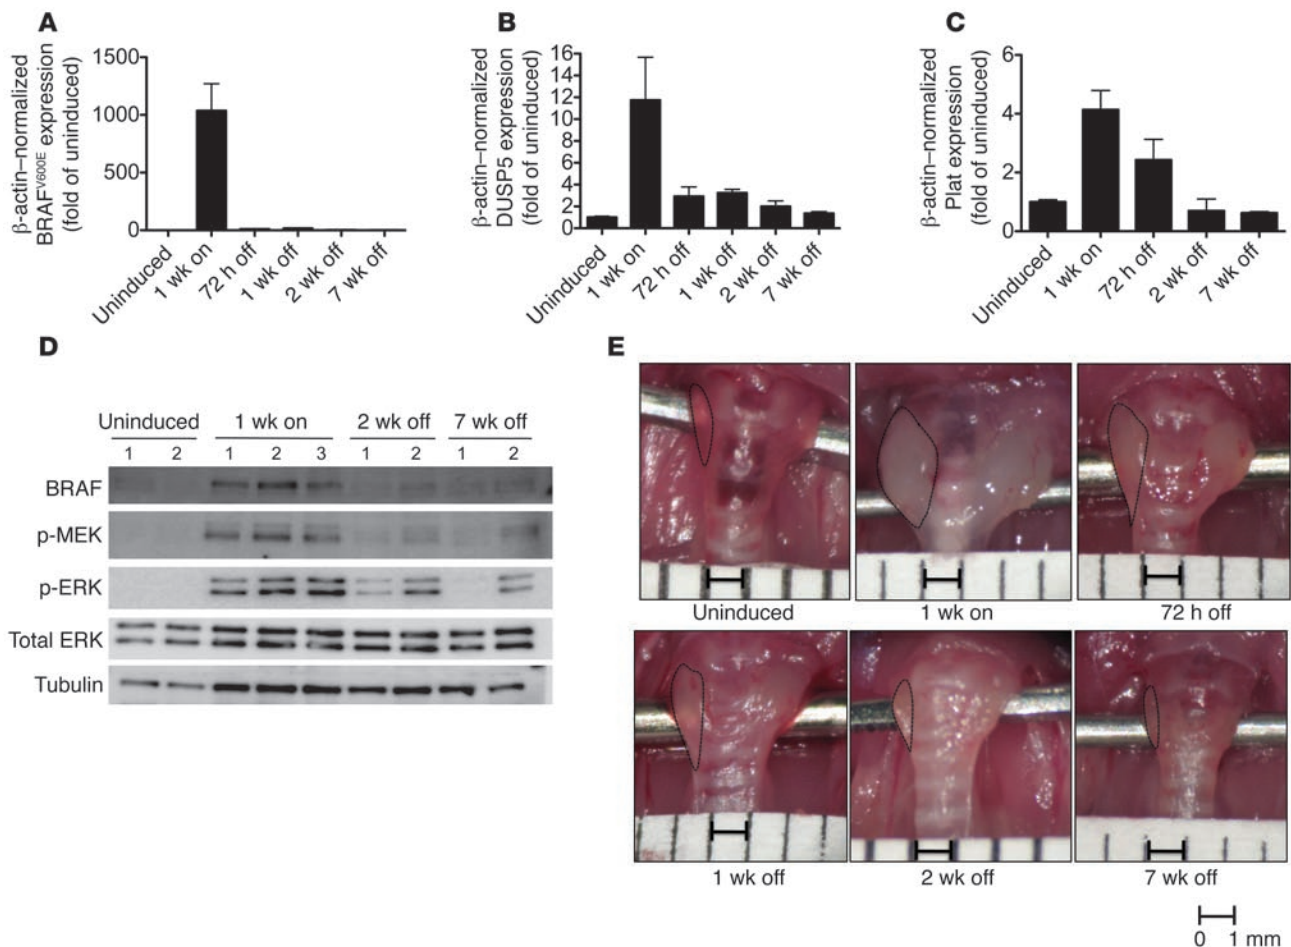 A
β-actin–normalized
BRAFV600E expression
(fold of uninduced)
1500
1000
500
0
Uninduced
1 wk on
72 h off
1 wk off
2 wk off
7 wk off
B
β-actin–normalized
DUSP5 expression
(fold of uninduced)
16
14
12
10
8
6
4
2
0
Uninduced
1 wk on
72 h off
1 wk off
2 wk off
7 wk off
C
β-actin–normalized
Plat expression
(fold of uninduced)
6
4
2
0
Uninduced
1 wk on
72 h off
2 wk off
7 wk off
D
Uninduced 1 wk on 2 wk off 7 wk off
1 2 1 2 3 1 2 1 2
BRAF
p-MEK
p-ERK
Total ERK
Tubulin
E
Uninduced 1 wk on 72 h off
1 wk off 2 wk off 7 wk off
0 1 mm